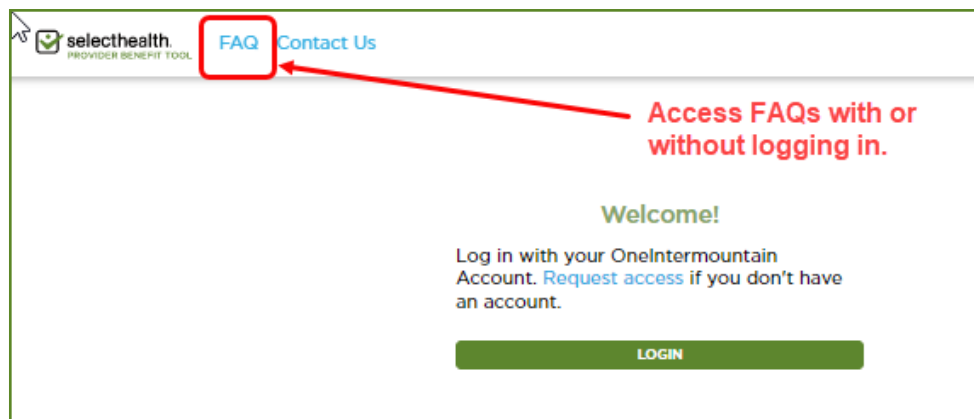 selecthealth.
PROVIDER BENEFIT TOOL
FAQ Contact Us
Access FAQs with or
without logging in.
Welcome!
Log in with your OneIntermountain
Account. Request access if you don't have
an account.
LOGIN